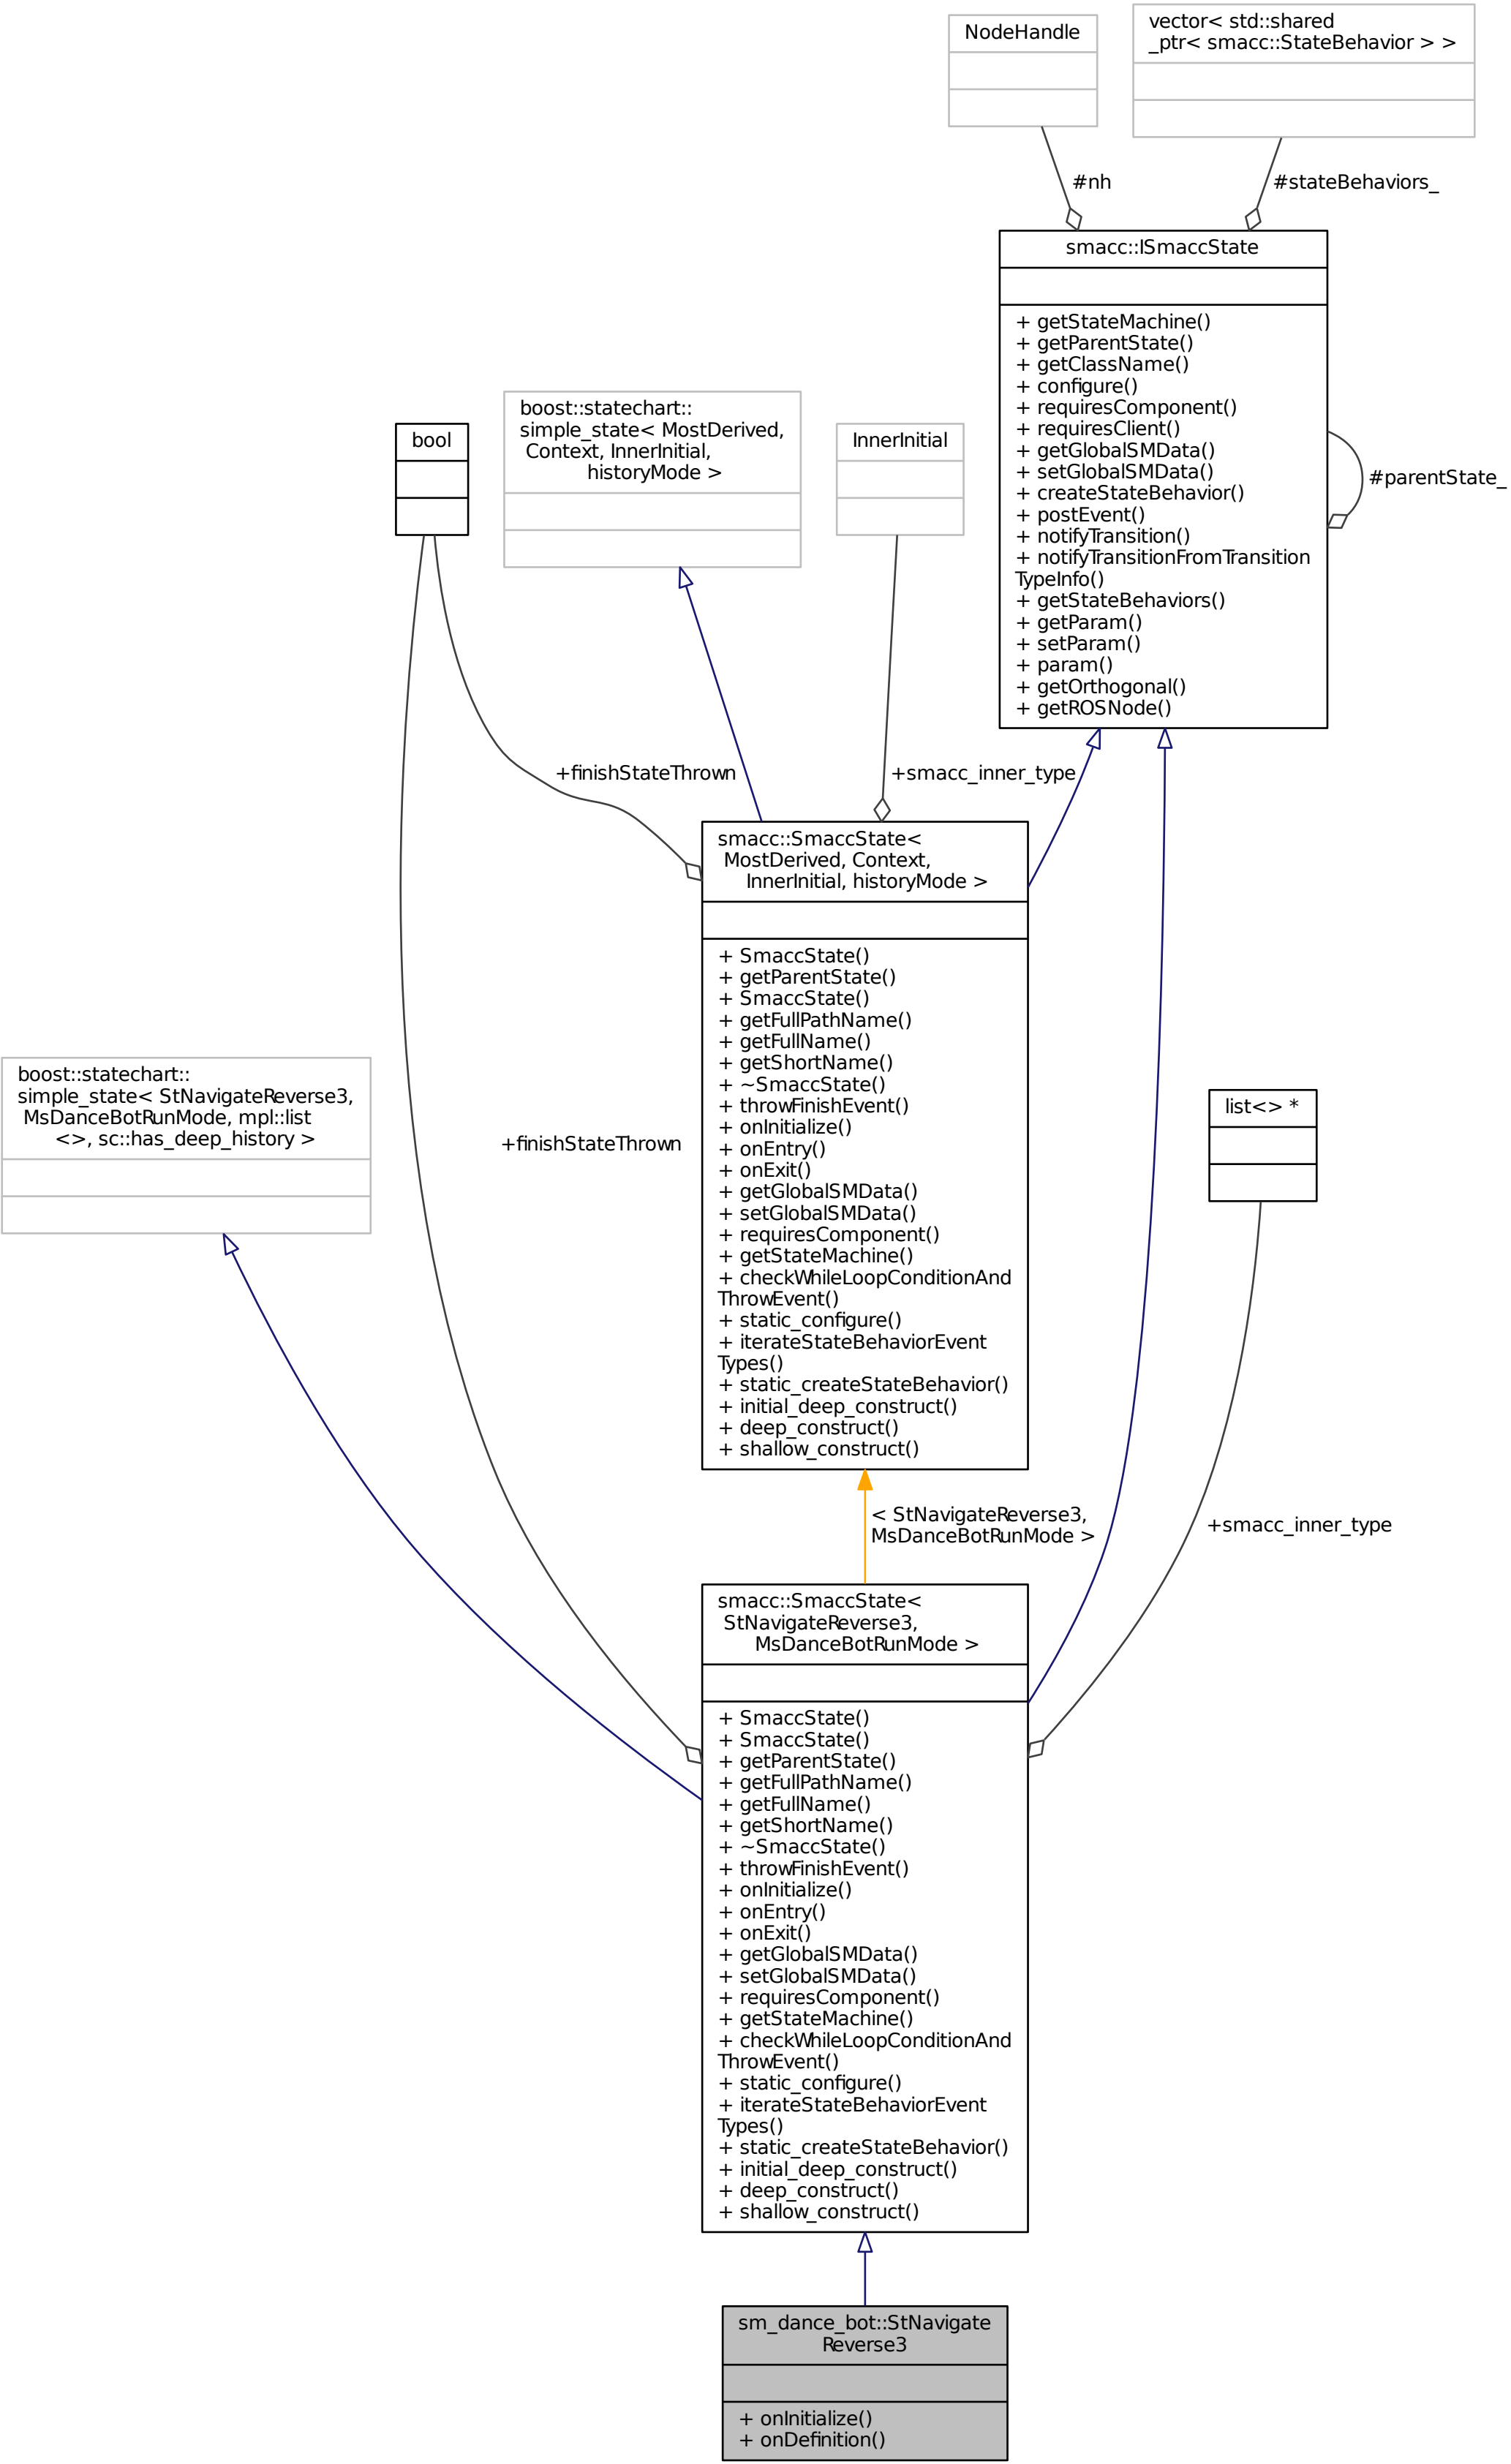 NodeHandle
vector< std::shared
_ptr< smacc::StateBehavior > >
#nh
#stateBehaviors_
smacc::ISmaccState
+ getStateMachine()
+ getParentState()
+ getClassName()
+ configure()
+ requiresComponent()
+ requiresClient()
+ getGlobalSMData()
+ setGlobalSMData()
+ createStateBehavior()
+ postEvent()
+ notifyTransition()
+ notifyTransitionFromTransition
TypeInfo()
+ getStateBehaviors()
+ getParam()
+ setParam()
+ param()
+ getOrthogonal()
+ getROSNode()
#parentState_
bool
boost::statechart::
simple_state< MostDerived,
Context, InnerInitial,
historyMode >
InnerInitial
+finishStateThrown
+smacc_inner_type
smacc::SmaccState<
MostDerived, Context,
InnerInitial, historyMode >
+ SmaccState()
+ getParentState()
+ SmaccState()
+ getFullPathName()
+ getFullName()
+ getShortName()
+ ~SmaccState()
+ throwFinishEvent()
+ onInitialize()
+ onEntry()
+ onExit()
+ getGlobalSMData()
+ setGlobalSMData()
+ requiresComponent()
+ getStateMachine()
+ checkWhileLoopConditionAnd
ThrowEvent()
+ static_configure()
+ iterateStateBehaviorEvent
Types()
+ static_createStateBehavior()
+ initial_deep_construct()
+ deep_construct()
+ shallow_construct()
boost::statechart::
simple_state< StNavigateReverse3,
MsDanceBotRunMode, mpl::list
<>, sc::has_deep_history >
+finishStateThrown
list<> *
< StNavigateReverse3,
MsDanceBotRunMode >
+smacc_inner_type
smacc::SmaccState<
StNavigateReverse3,
MsDanceBotRunMode >
+ SmaccState()
+ SmaccState()
+ getParentState()
+ getFullPathName()
+ getFullName()
+ getShortName()
+ ~SmaccState()
+ throwFinishEvent()
+ onInitialize()
+ onEntry()
+ onExit()
+ getGlobalSMData()
+ setGlobalSMData()
+ requiresComponent()
+ getStateMachine()
+ checkWhileLoopConditionAnd
ThrowEvent()
+ static_configure()
+ iterateStateBehaviorEvent
Types()
+ static_createStateBehavior()
+ initial_deep_construct()
+ deep_construct()
+ shallow_construct()
sm_dance_bot::StNavigate
Reverse3
+ onInitialize()
+ onDefinition()